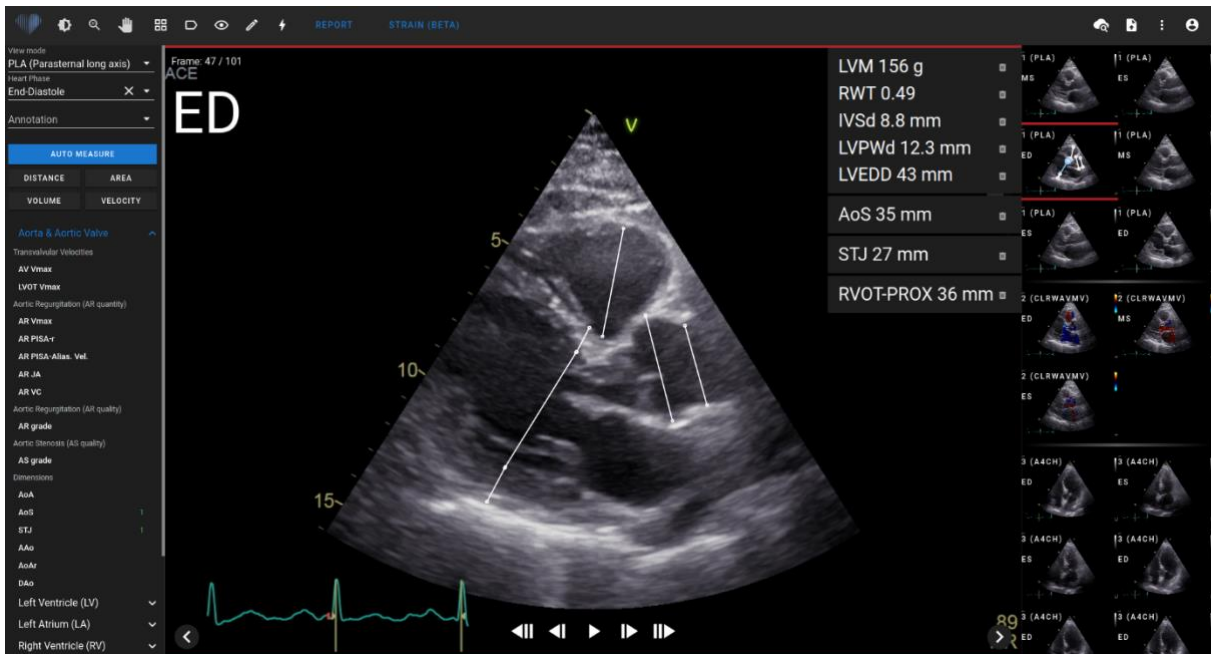 REPORT
STRAIN (BETA)
View mode
PLA (Parasternal long axis)
Heart Phase
End-Diastole
Annotation
AUTO MEASURE
DISTANCE
AREA
VOLUME
VELOCITY
Aorta & Aortic Valve
Transvalvular Velocities
AV Vmax
LVOT Vmax
Aortic Regurgitation (AR quantity)
AR Vmax
AR PISA-r
AR PISA-Alias. Vel.
AR JA
AR VC
Aortic Regurgitation (AR quality)
AR grade
Aortic Stenosis (AS quality)
AS grade
Dimensions
AoA
AoS 1
STJ 1
AAo
AoAr
DAo
Left Ventricle (LV)
Left Atrium (LA)
Right Ventricle (RV)
Frame: 47 / 101
ACE
ED
V
5
10
15
89
R
LVM 156 g
RWT 0.49
IVSd 8.8 mm
LVPWd 12.3 mm
LVEDD 43 mm
AoS 35 mm
STJ 27 mm
RVOT-PROX 36 mm
1 (PLA)
MS
1 (PLA)
ES
1 (PLA)
ED
1 (PLA)
MS
1 (PLA)
ES
1 (PLA)
ED
2 (CLRWAVMV)
ED
2 (CLRWAVMV)
MS
2 (CLRWAVMV)
ES
3 (A4CH)
ED
3 (A4CH)
ES
3 (A4CH)
ES
3 (A4CH)
ED
3 (A4CH)
ES
3 (A4CH)
ED